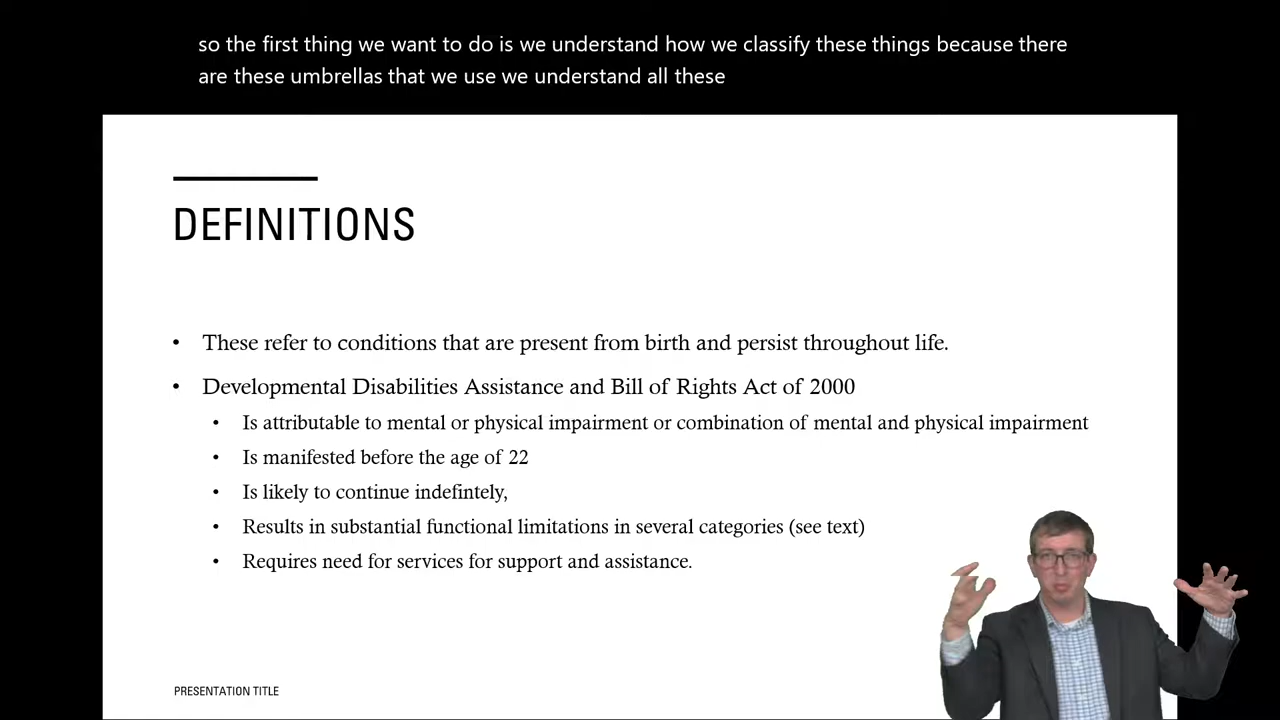 so the first thing we want to do is we understand how we classify these things because there
are these umbrellas that we use we understand all these
DEFINITIONS
• These refer to conditions that are present from birth and persist throughout life.
• Developmental Disabilities Assistance and Bill of Rights Act of 2000
• Is attributable to mental or physical impairment or combination of mental and physical impairment
• Is manifested before the age of 22
• Is likely to continue indefintely,
• Results in substantial functional limitations in several categories (see text)
• Requires need for services for support and assistance.
PRESENTATION TITLE